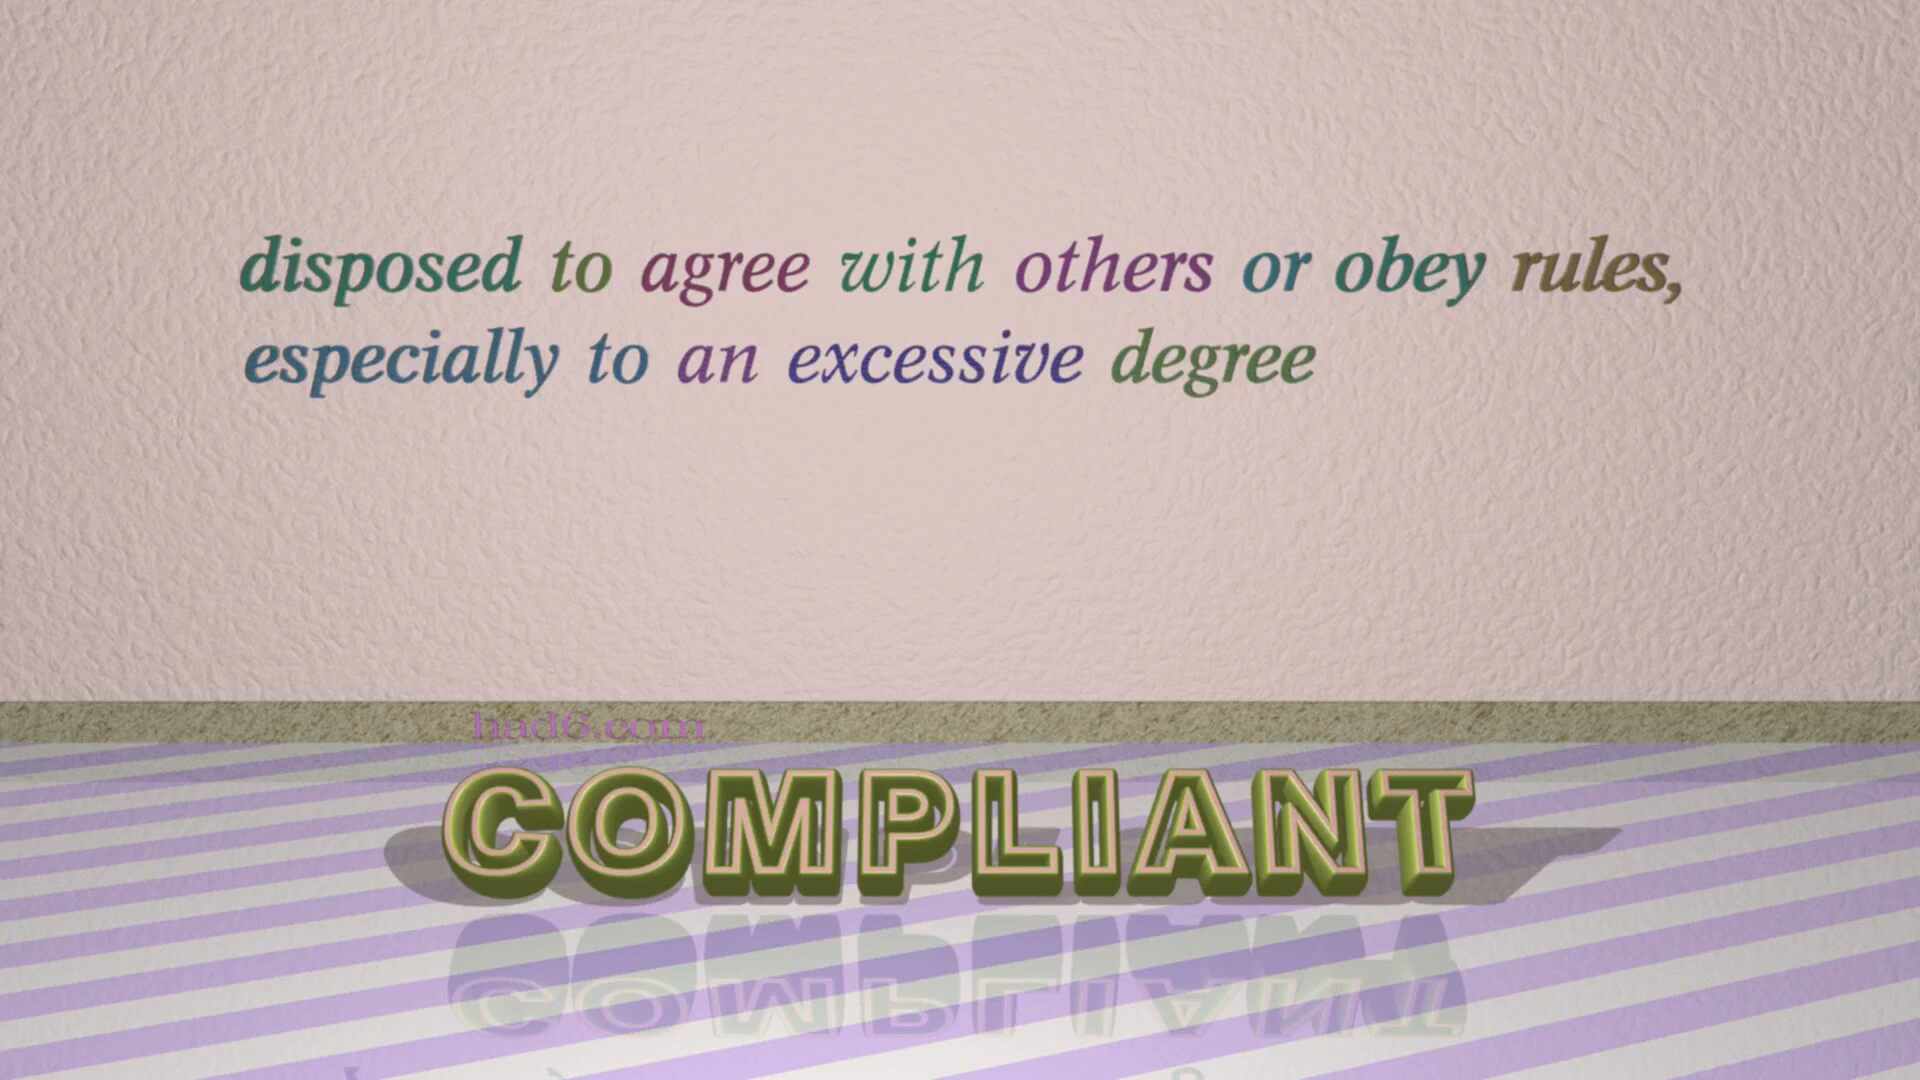 disposed to agree with others or obey rules,
especially to an excessive degree
had6.com
COMPLIANT